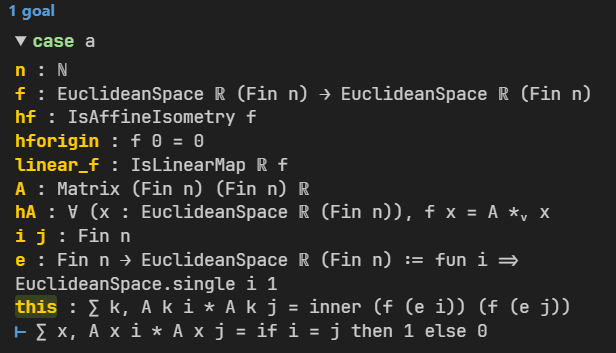 1 goal
▼ case a
n : ℕ
f : EuclideanSpace ℝ (Fin n) → EuclideanSpace ℝ (Fin n)
hf : IsAffineIsometry f
hforigin : f 0 = 0
linear_f : IsLinearMap ℝ f
A : Matrix (Fin n) (Fin n) ℝ
hA : ∀ (x : EuclideanSpace ℝ (Fin n)), f x = A *ᵥ x
i j : Fin n
e : Fin n → EuclideanSpace ℝ (Fin n) := fun i =>
EuclideanSpace.single i 1
this : ∑ k, A k i * A k j = inner (f (e i)) (f (e j))
⊢ ∑ x, A x i * A x j = if i = j then 1 else 0